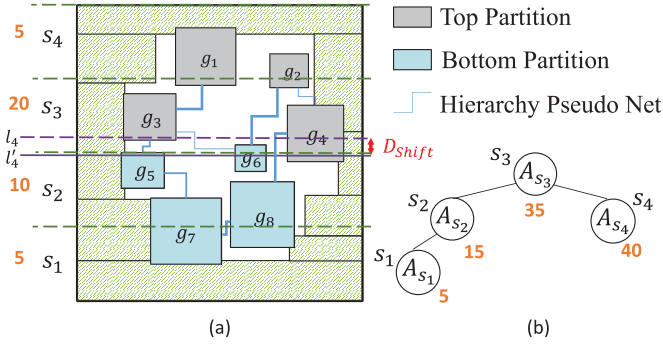 5 s4
20 s3
l4
l'4
10 s2
5 s1
g1
g2
g3
g4
g5
g6
g7
g8
DShift
(a)
Top Partition
Bottom Partition
Hierarchy Pseudo Net
s3 As3
35
s2 As2
15
s4 As4
40
s1 As1
5
(b)